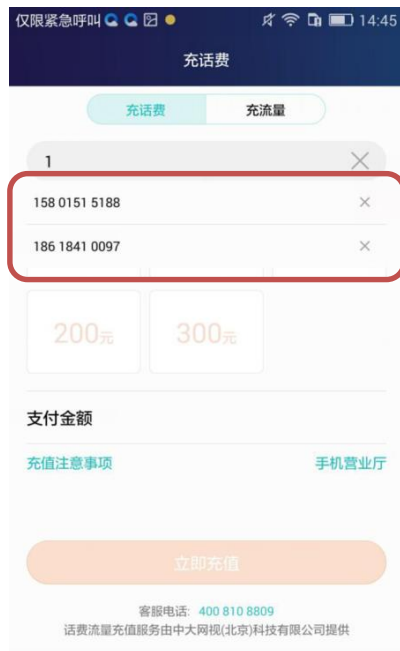 仅限紧急呼叫 14:45
充话费
充话费 充流量
1
158 0151 5188
186 1841 0097
200元 300元
支付金额
充值注意事项 手机营业厅
立即充值
客服电话: 400 810 8809
话费流量充值服务由中大网视(北京)科技有限公司提供